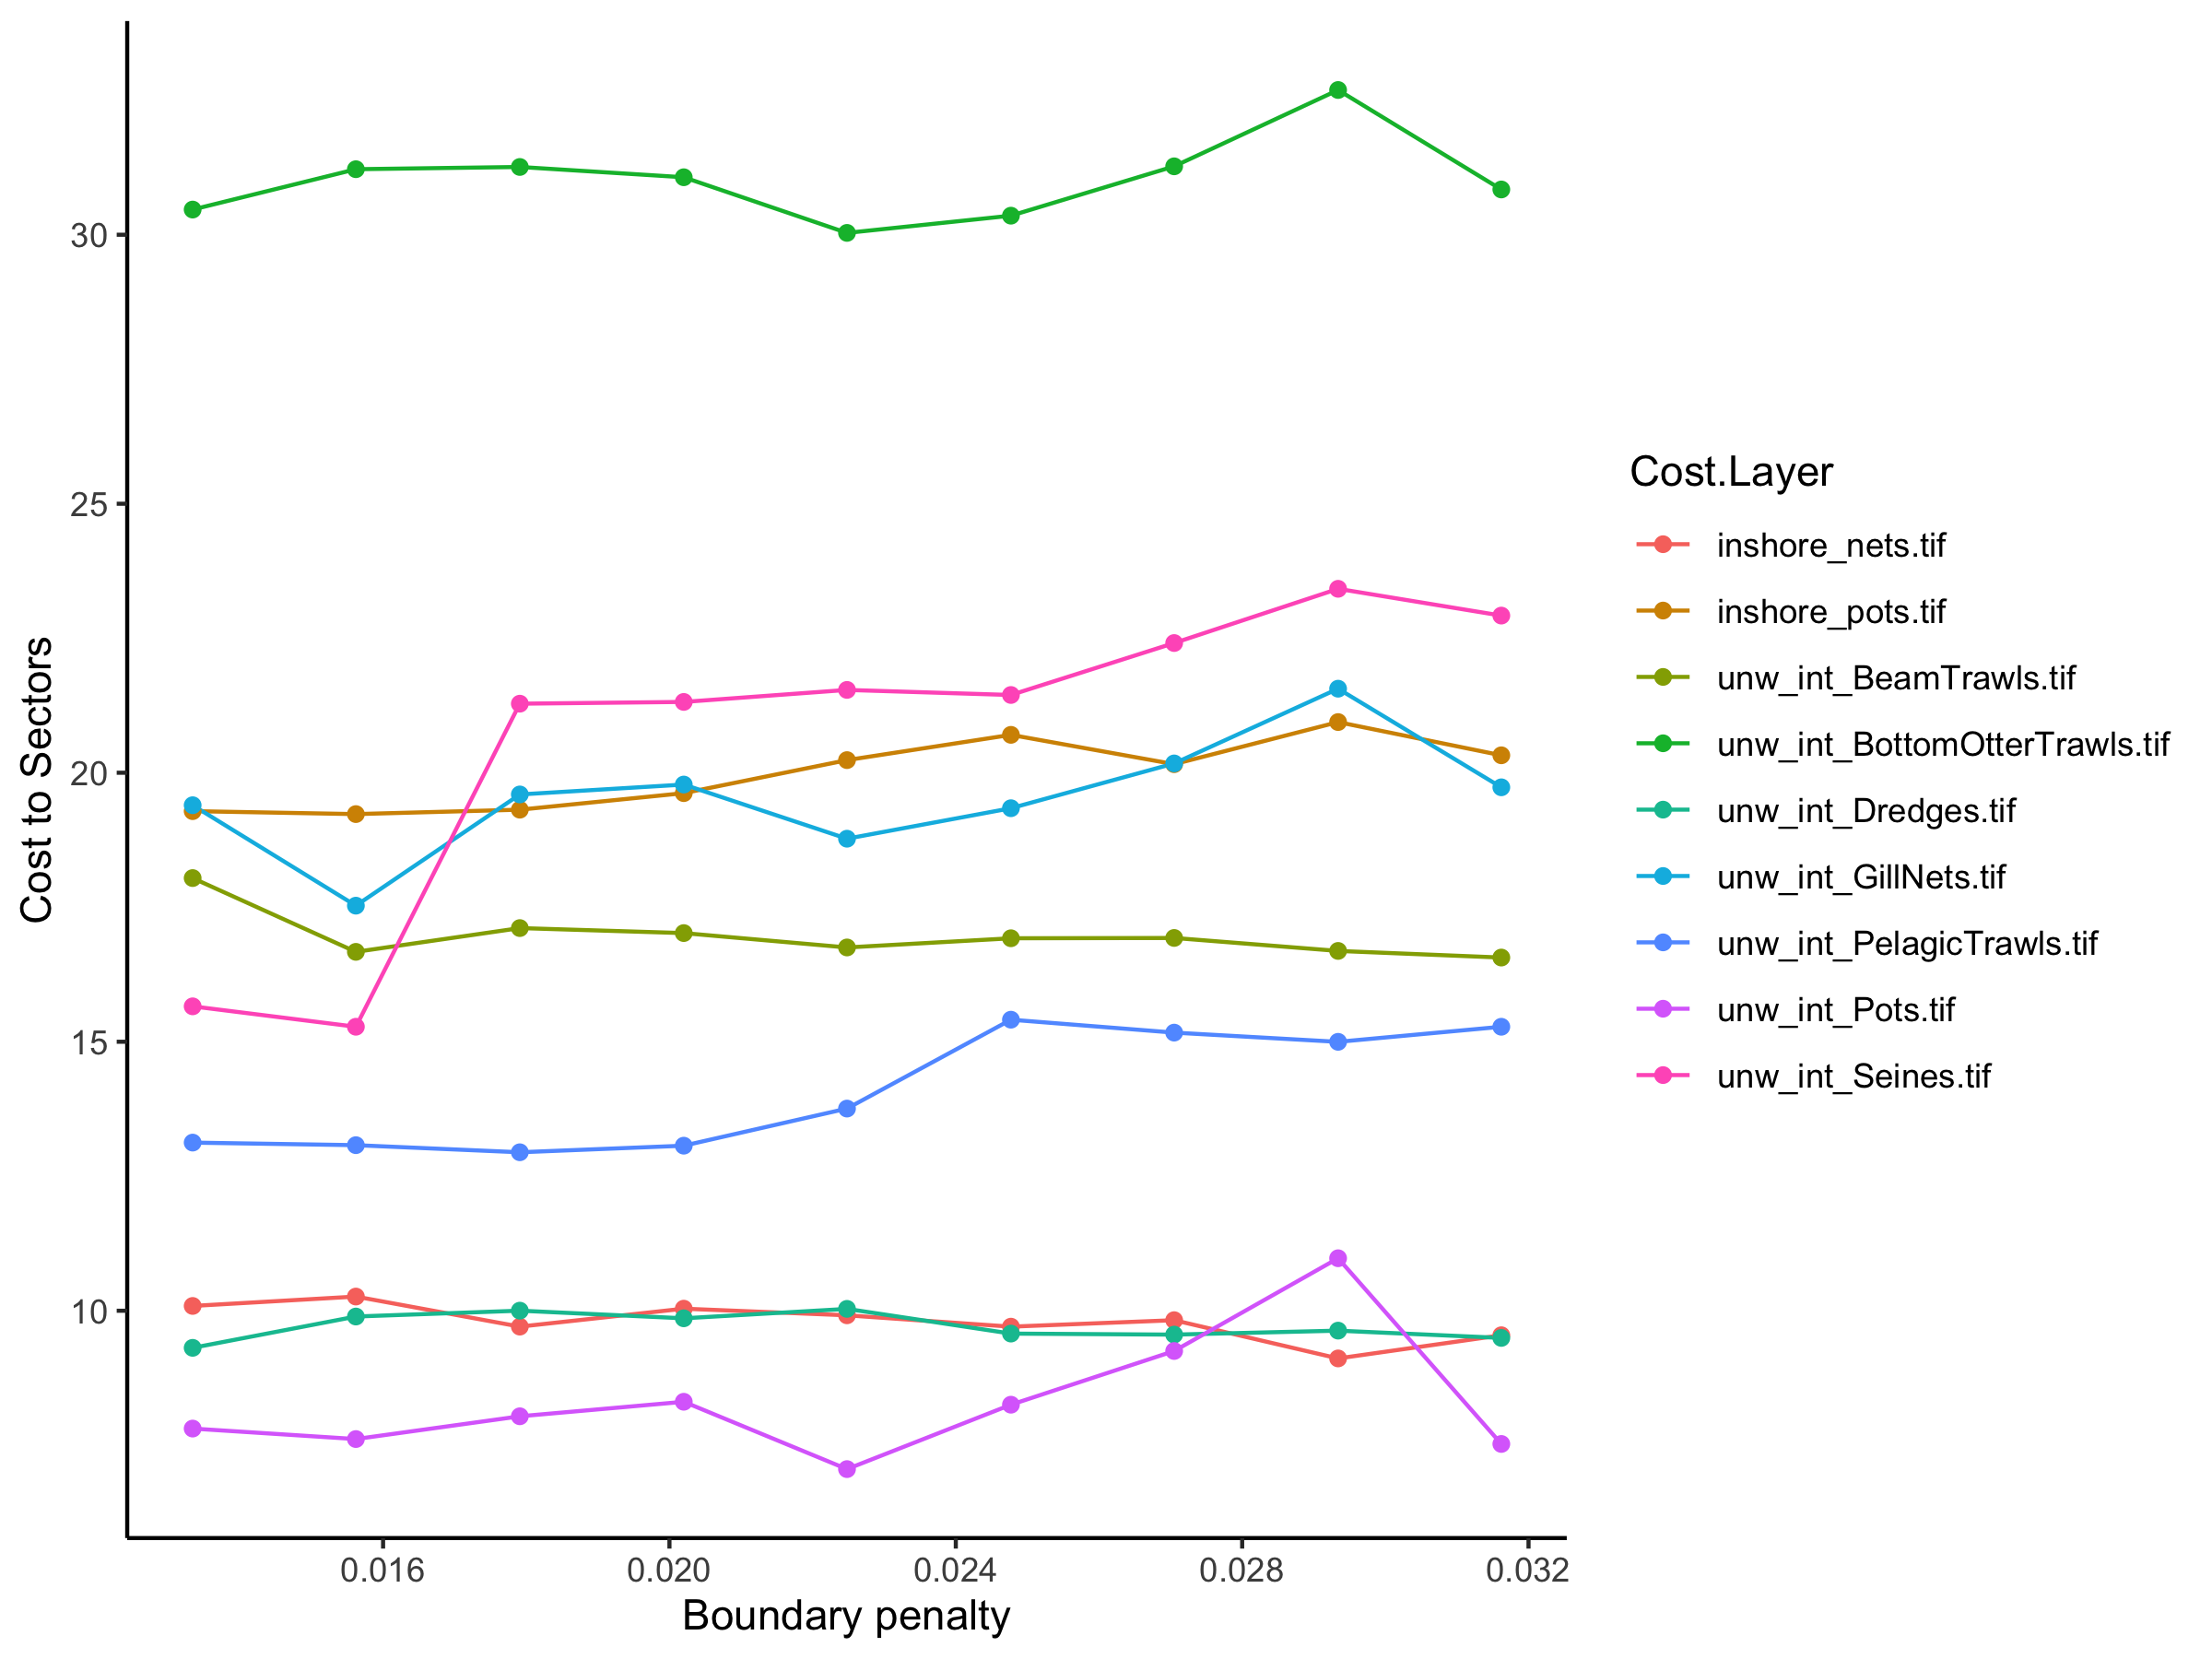 Cost to Sectors
30
25
20
15
10
0.016
0.020
0.024
0.028
0.032
Boundary penalty
Cost.Layer
inshore_nets.tif
inshore_pots.tif
unw_int_BeamTrawls.tif
unw_int_BottomOtterTrawls.tif
unw_int_Dredges.tif
unw_int_GillNets.tif
unw_int_PelagicTrawls.tif
unw_int_Pots.tif
unw_int_Seines.tif